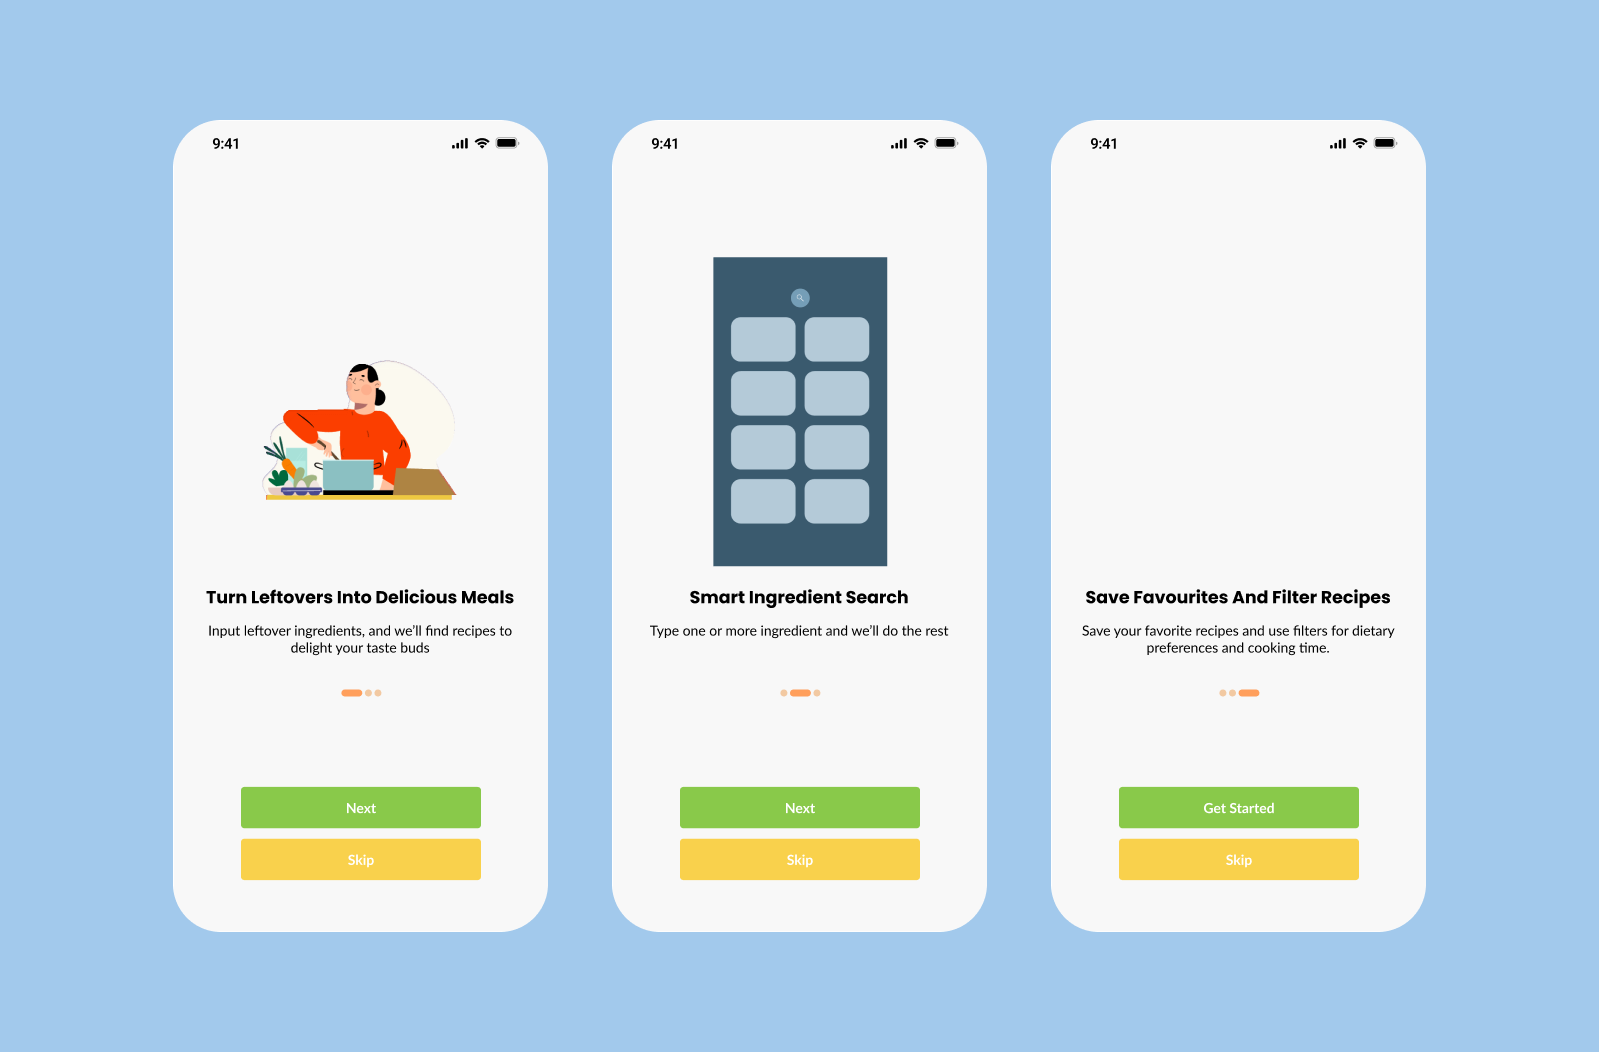 9:41
Turn Leftovers Into Delicious Meals
Input leftover ingredients, and we'll find recipes to
delight your taste buds
Next
Skip
9:41
Smart Ingredient Search
Type one or more ingredient and we'll do the rest
Next
Skip
9:41
Save Favourites And Filter Recipes
Save your favorite recipes and use filters for dietary
preferences and cooking time.
Get Started
Skip